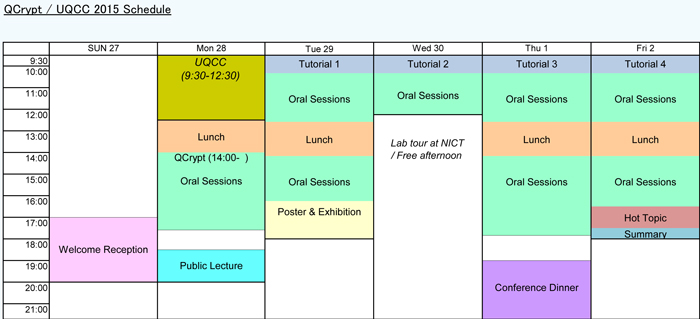 QCrypt / UQCC 2015 Schedule
SUN 27 Mon 28 Tue 29 Wed 30 Thu 1 Fri 2
9:30 UQCC Tutorial 1 Tutorial 2 Tutorial 3 Tutorial 4
10:00 (9:30-12:30)
11:00 Oral Sessions Oral Sessions Oral Sessions Oral Sessions
12:00
13:00 Lunch Lunch Lab tour at NICT Lunch Lunch
14:00 QCrypt (14:00- ) / Free afternoon
15:00 Oral Sessions Oral Sessions Oral Sessions Oral Sessions
16:00 Poster & Exhibition
17:00 Hot Topic
18:00 Welcome Reception Summary
19:00 Public Lecture
20:00 Conference Dinner
21:00